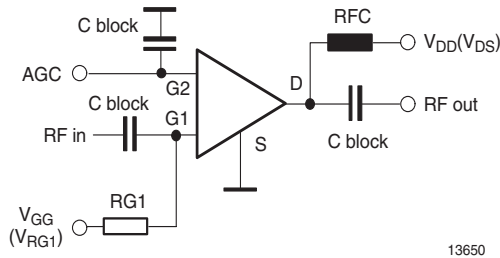 C block
RFC
V_DD(V_DS)
AGC
G2
D
C block
G1
RF out
RF in
S
C block
RG1
V_GG
(V_RG1)
13650